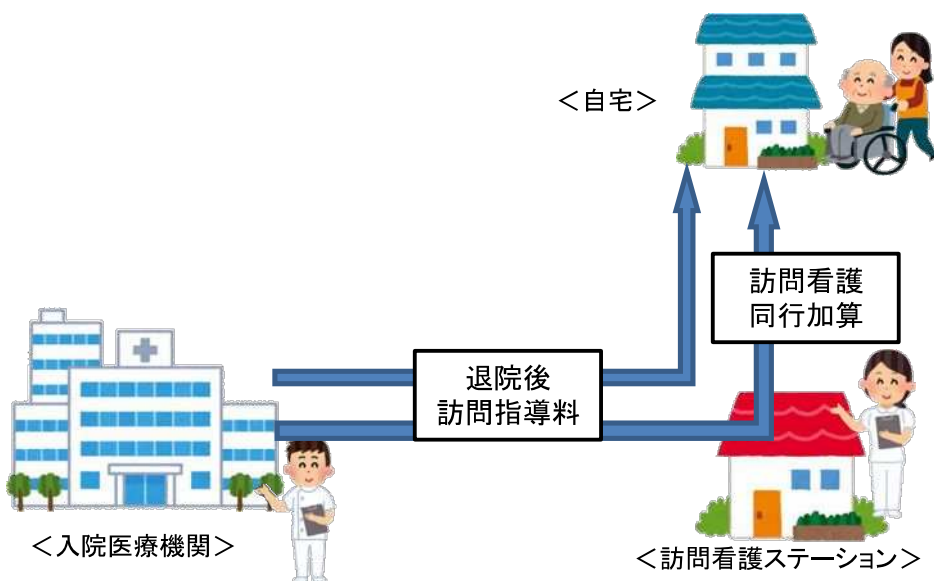 ＜自宅＞
訪問看護
同行加算
退院後
訪問指導料
＜入院医療機関＞
＜訪問看護ステーション＞